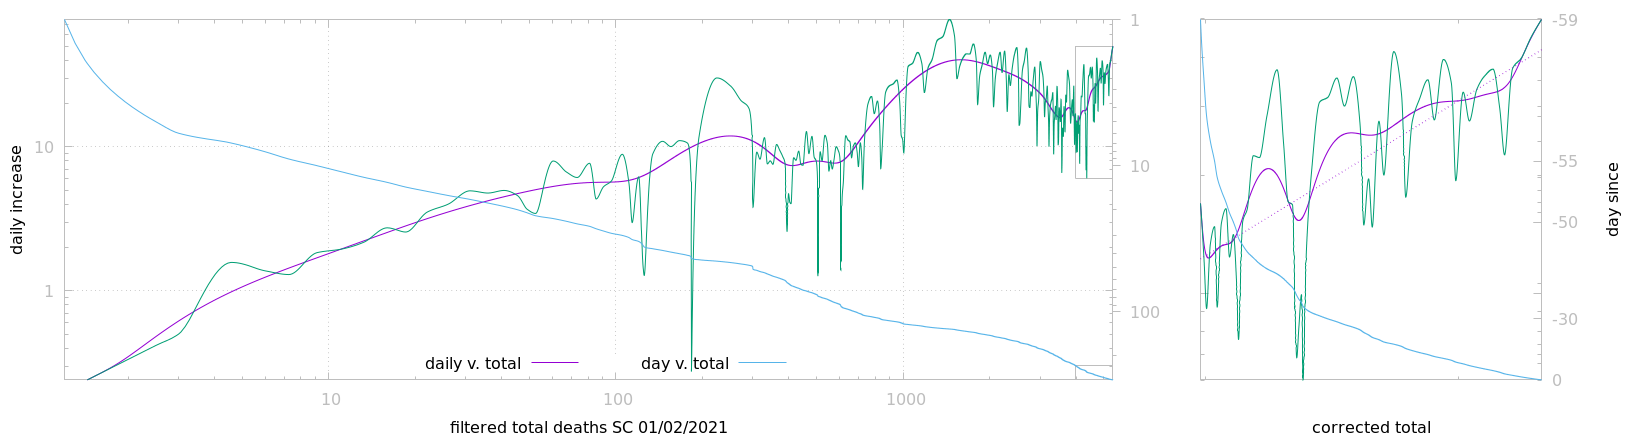 daily increase
10
1
1
10
100
daily v. total
day v. total
10
100
1000
filtered total deaths SC 01/02/2021
-59
-55
-50
-30
0
day since
corrected total